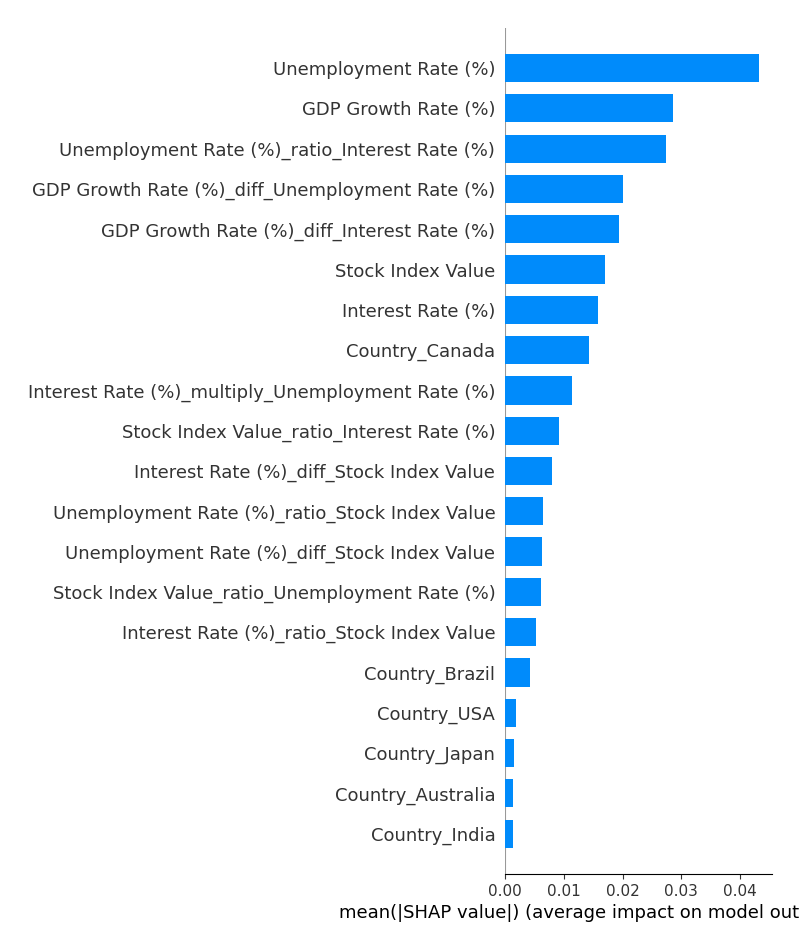 Unemployment Rate (%)
GDP Growth Rate (%)
Unemployment Rate (%)_ratio_Interest Rate (%)
GDP Growth Rate (%)_diff_Unemployment Rate (%)
GDP Growth Rate (%)_diff_Interest Rate (%)
Stock Index Value
Interest Rate (%)
Country_Canada
Interest Rate (%)_multiply_Unemployment Rate (%)
Stock Index Value_ratio_Interest Rate (%)
Interest Rate (%)_diff_Stock Index Value
Unemployment Rate (%)_ratio_Stock Index Value
Unemployment Rate (%)_diff_Stock Index Value
Stock Index Value_ratio_Unemployment Rate (%)
Interest Rate (%)_ratio_Stock Index Value
Country_Brazil
Country_USA
Country_Japan
Country_Australia
Country_India
0.00 0.01 0.02 0.03 0.04
mean(|SHAP value|) (average impact on model out